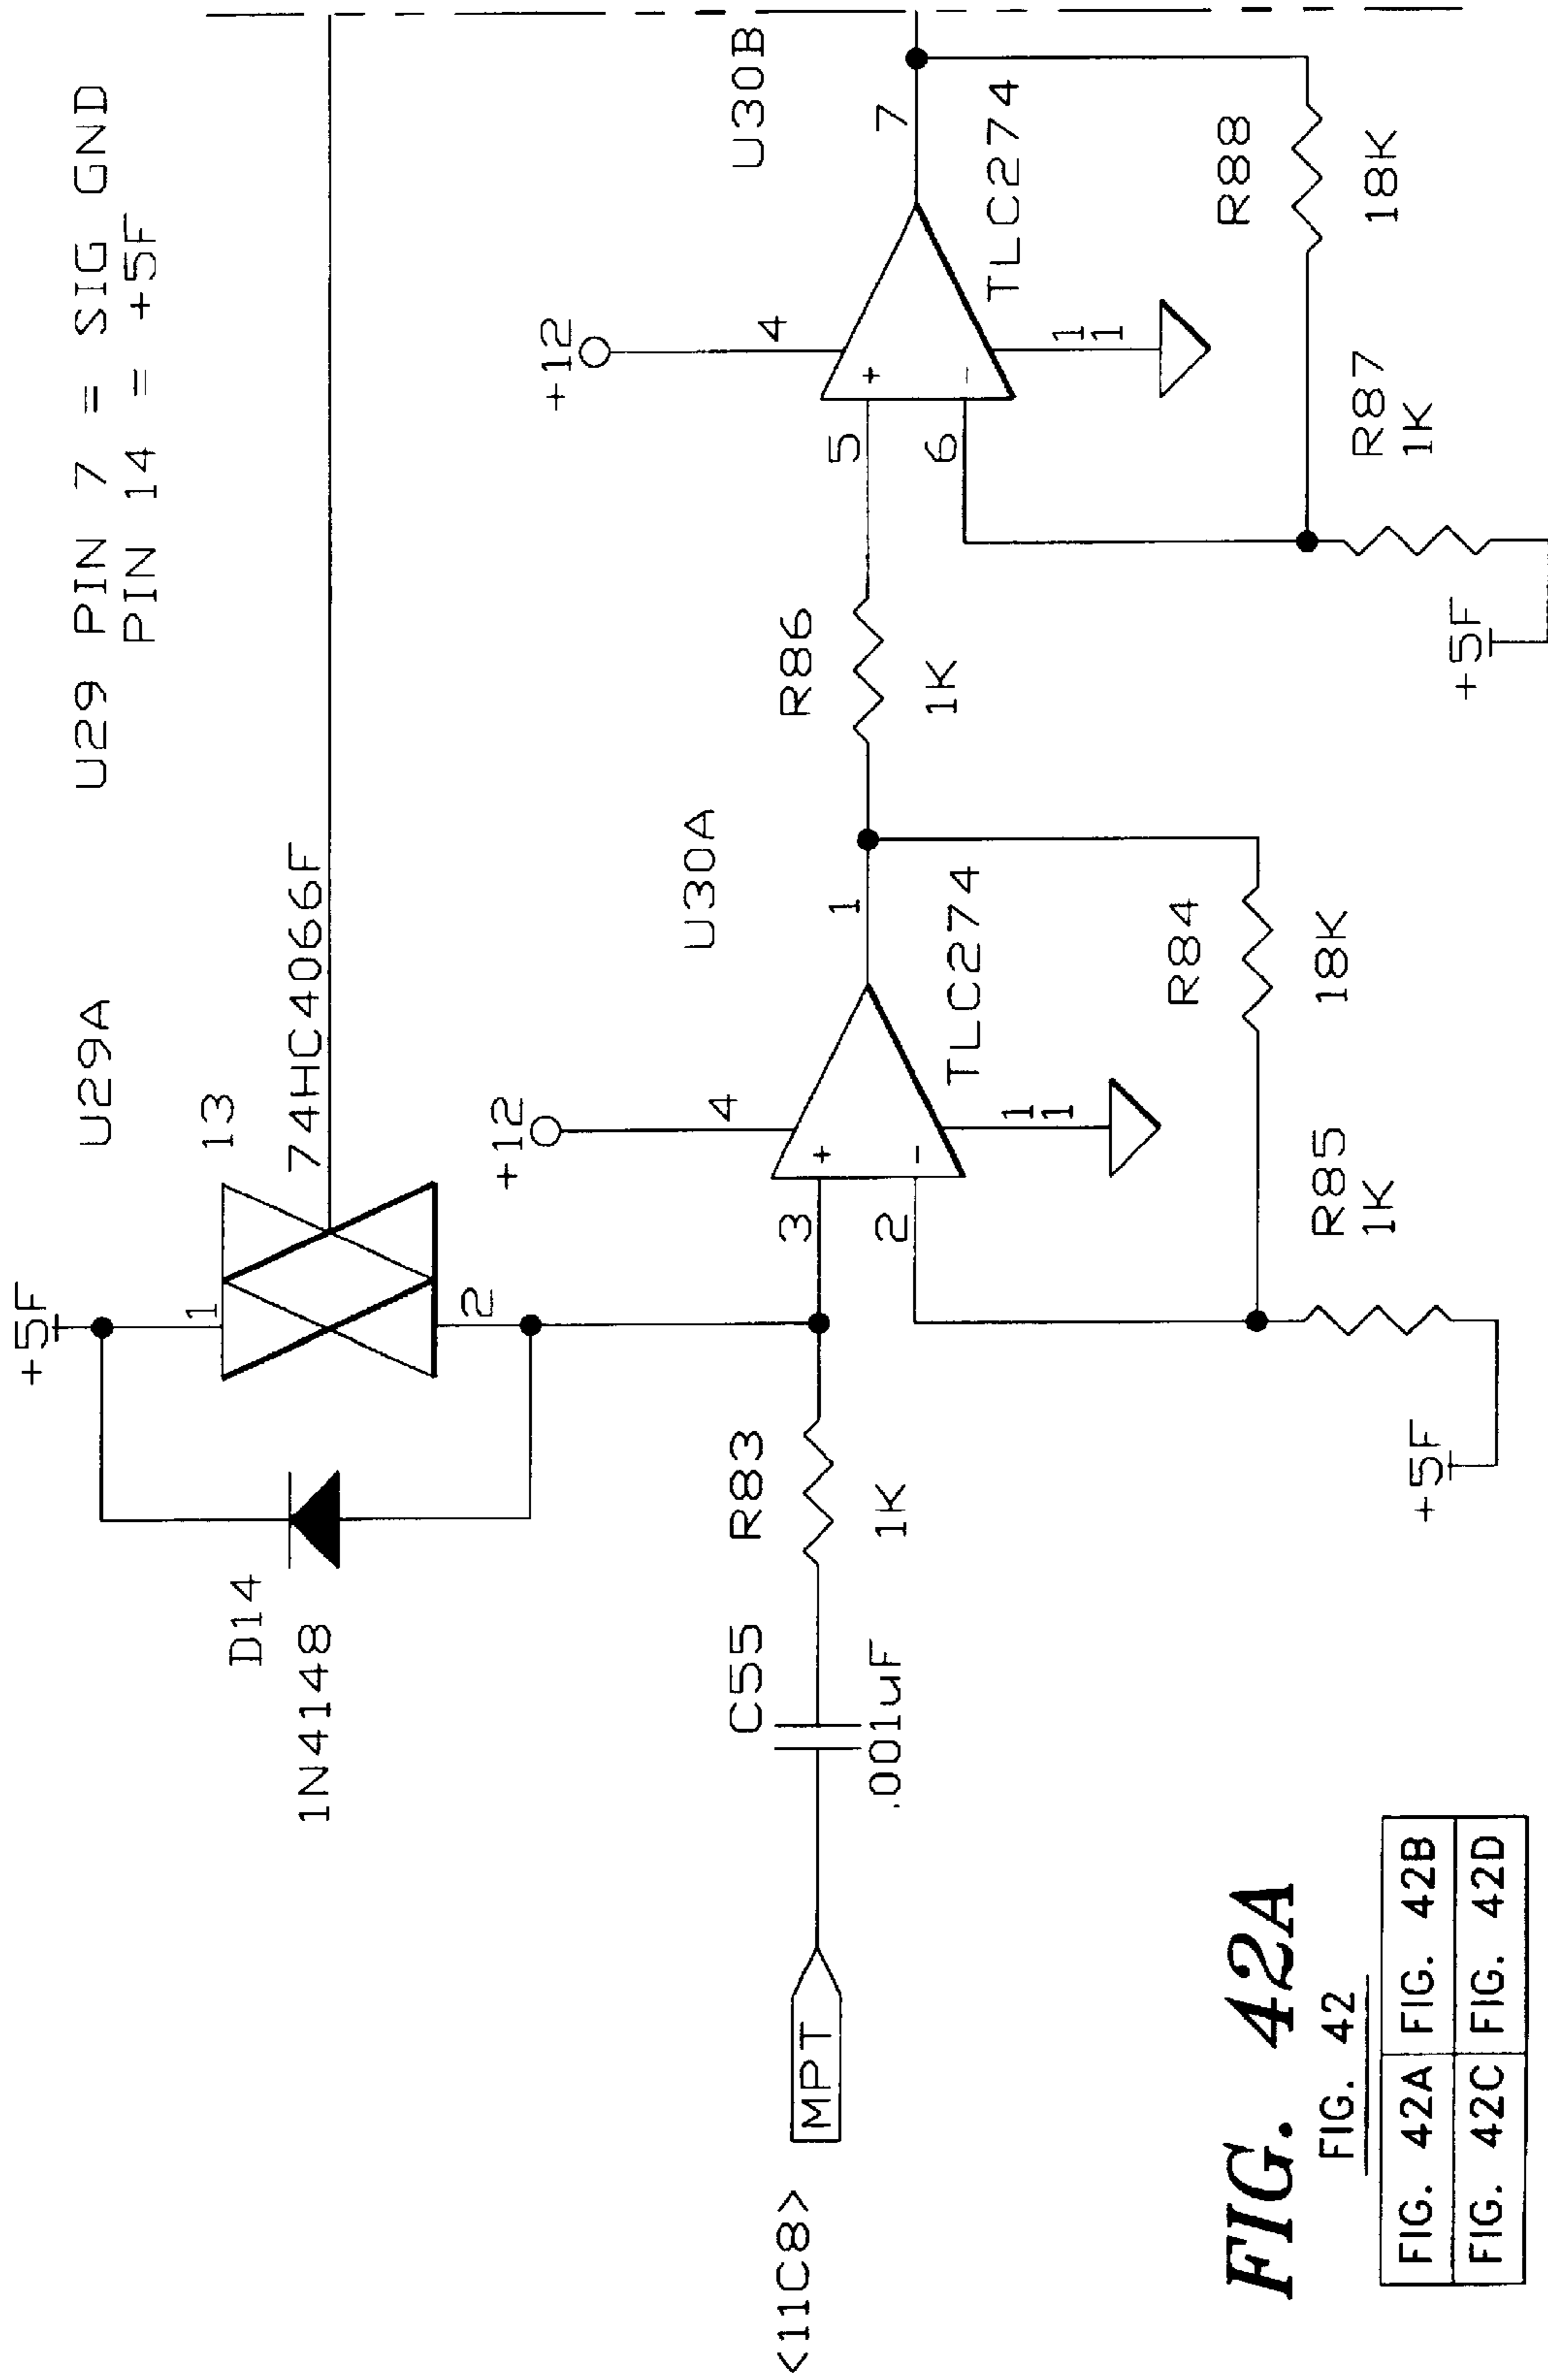 U29 PIN 7 = SIG GND
PIN 14 = +5F
+5F
U29A
1
13
74HC4066F
2
D14
1N4148
+12
4
U30A
3
+
2
-
1
TLC274
11
R84
18K
R85
1K
+5F
<11C8>
MPT
C55
.001uF
R83
1K
R86
1K
+12
4
U30B
5
+
6
-
7
TLC274
11
R88
18K
R87
1K
+5F
FIG. 42A
FIG. 42
FIG. 42A FIG. 42B
FIG. 42C FIG. 42D